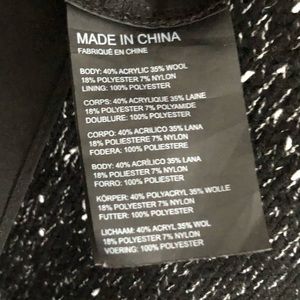 MADE IN CHINA
FABRIQUÉ EN CHINE
BODY: 40% ACRYLIC 35% WOOL
18% POLYESTER 7% NYLON
LINING: 100% POLYESTER
CORPS: 40% ACRYLIQUE 35% LAINE
18% POLYESTER 7% POLYAMIDE
DOUBLURE: 100% POLYESTER
CORPO: 40% ACRILICO 35% LANA
18% POLIESTERE 7% NYLON
FODERA: 100% POLIESTERE
BODY: 40% ACRÍLICO 35% LANA
18% POLIESTER 7% NYLON
FORRO: 100% POLIESTER
KÖRPER: 40% POLYACRYL 35% WOLLE
18% POLYESTER 7% NYLON
FUTTER: 100% POLYESTER
LICHAAM: 40% ACRYL 35% WOL
18% POLYESTER 7% NYLON
VOERING: 100% POLYESTER